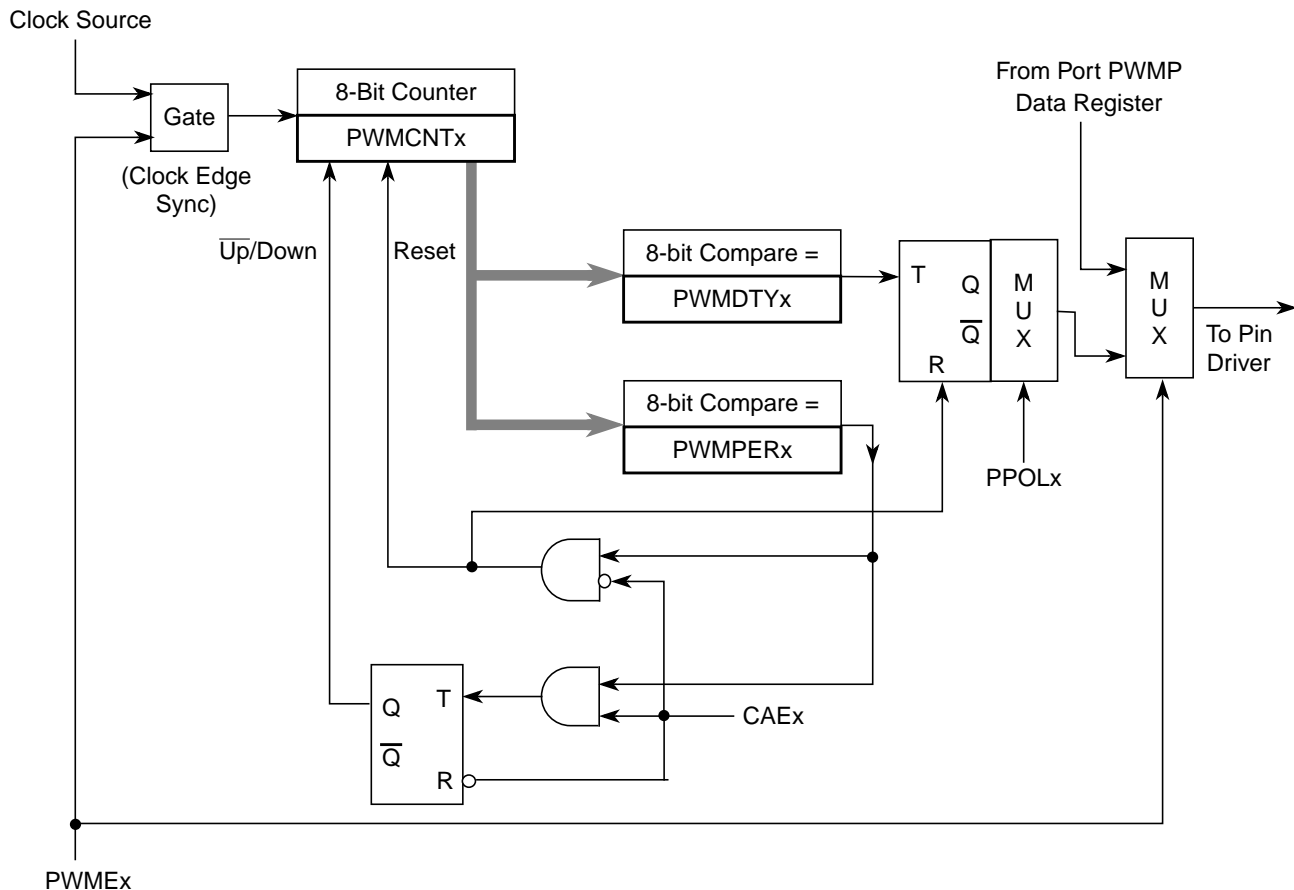 Clock Source
8-Bit Counter
PWMCNTx
Gate
(Clock Edge
Sync)
From Port PWMP
Data Register
U̅p̅/Down
Reset
8-bit Compare =
PWMDTYx
T
Q
Q̅
R
M
U
X
M
U
X
To Pin
Driver
8-bit Compare =
PWMPERx
PPOLx
Q
T
Q̅
R
CAEx
PWMEx